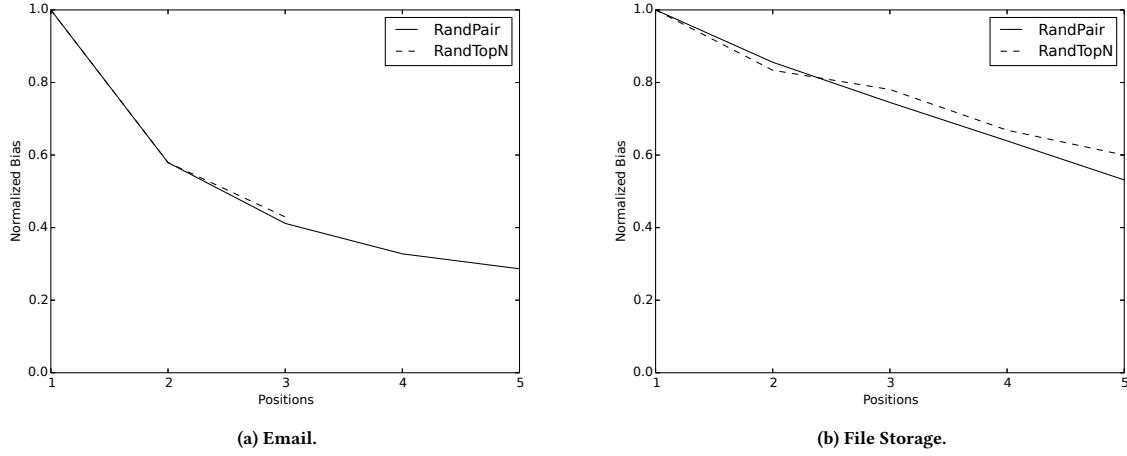 1.0
0.8
0.6
0.4
0.2
0.0
Normalized Bias
1 2 3 4 5
Positions
RandPair
RandTopN
(a) Email.
1.0
0.8
0.6
0.4
0.2
0.0
Normalized Bias
1 2 3 4 5
Positions
RandPair
RandTopN
(b) File Storage.